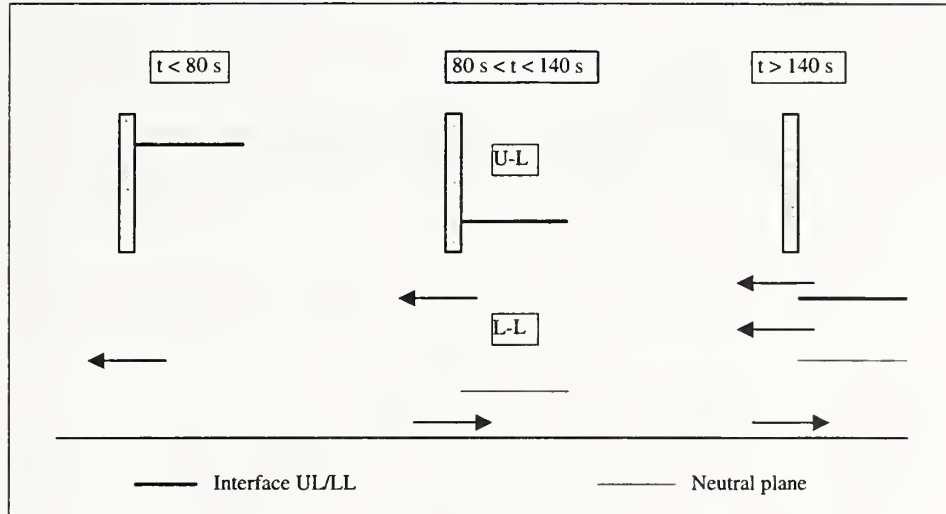 t < 80 s
80 s < t < 140 s
t > 140 s
U-L
L-L
Interface UL/LL
Neutral plane